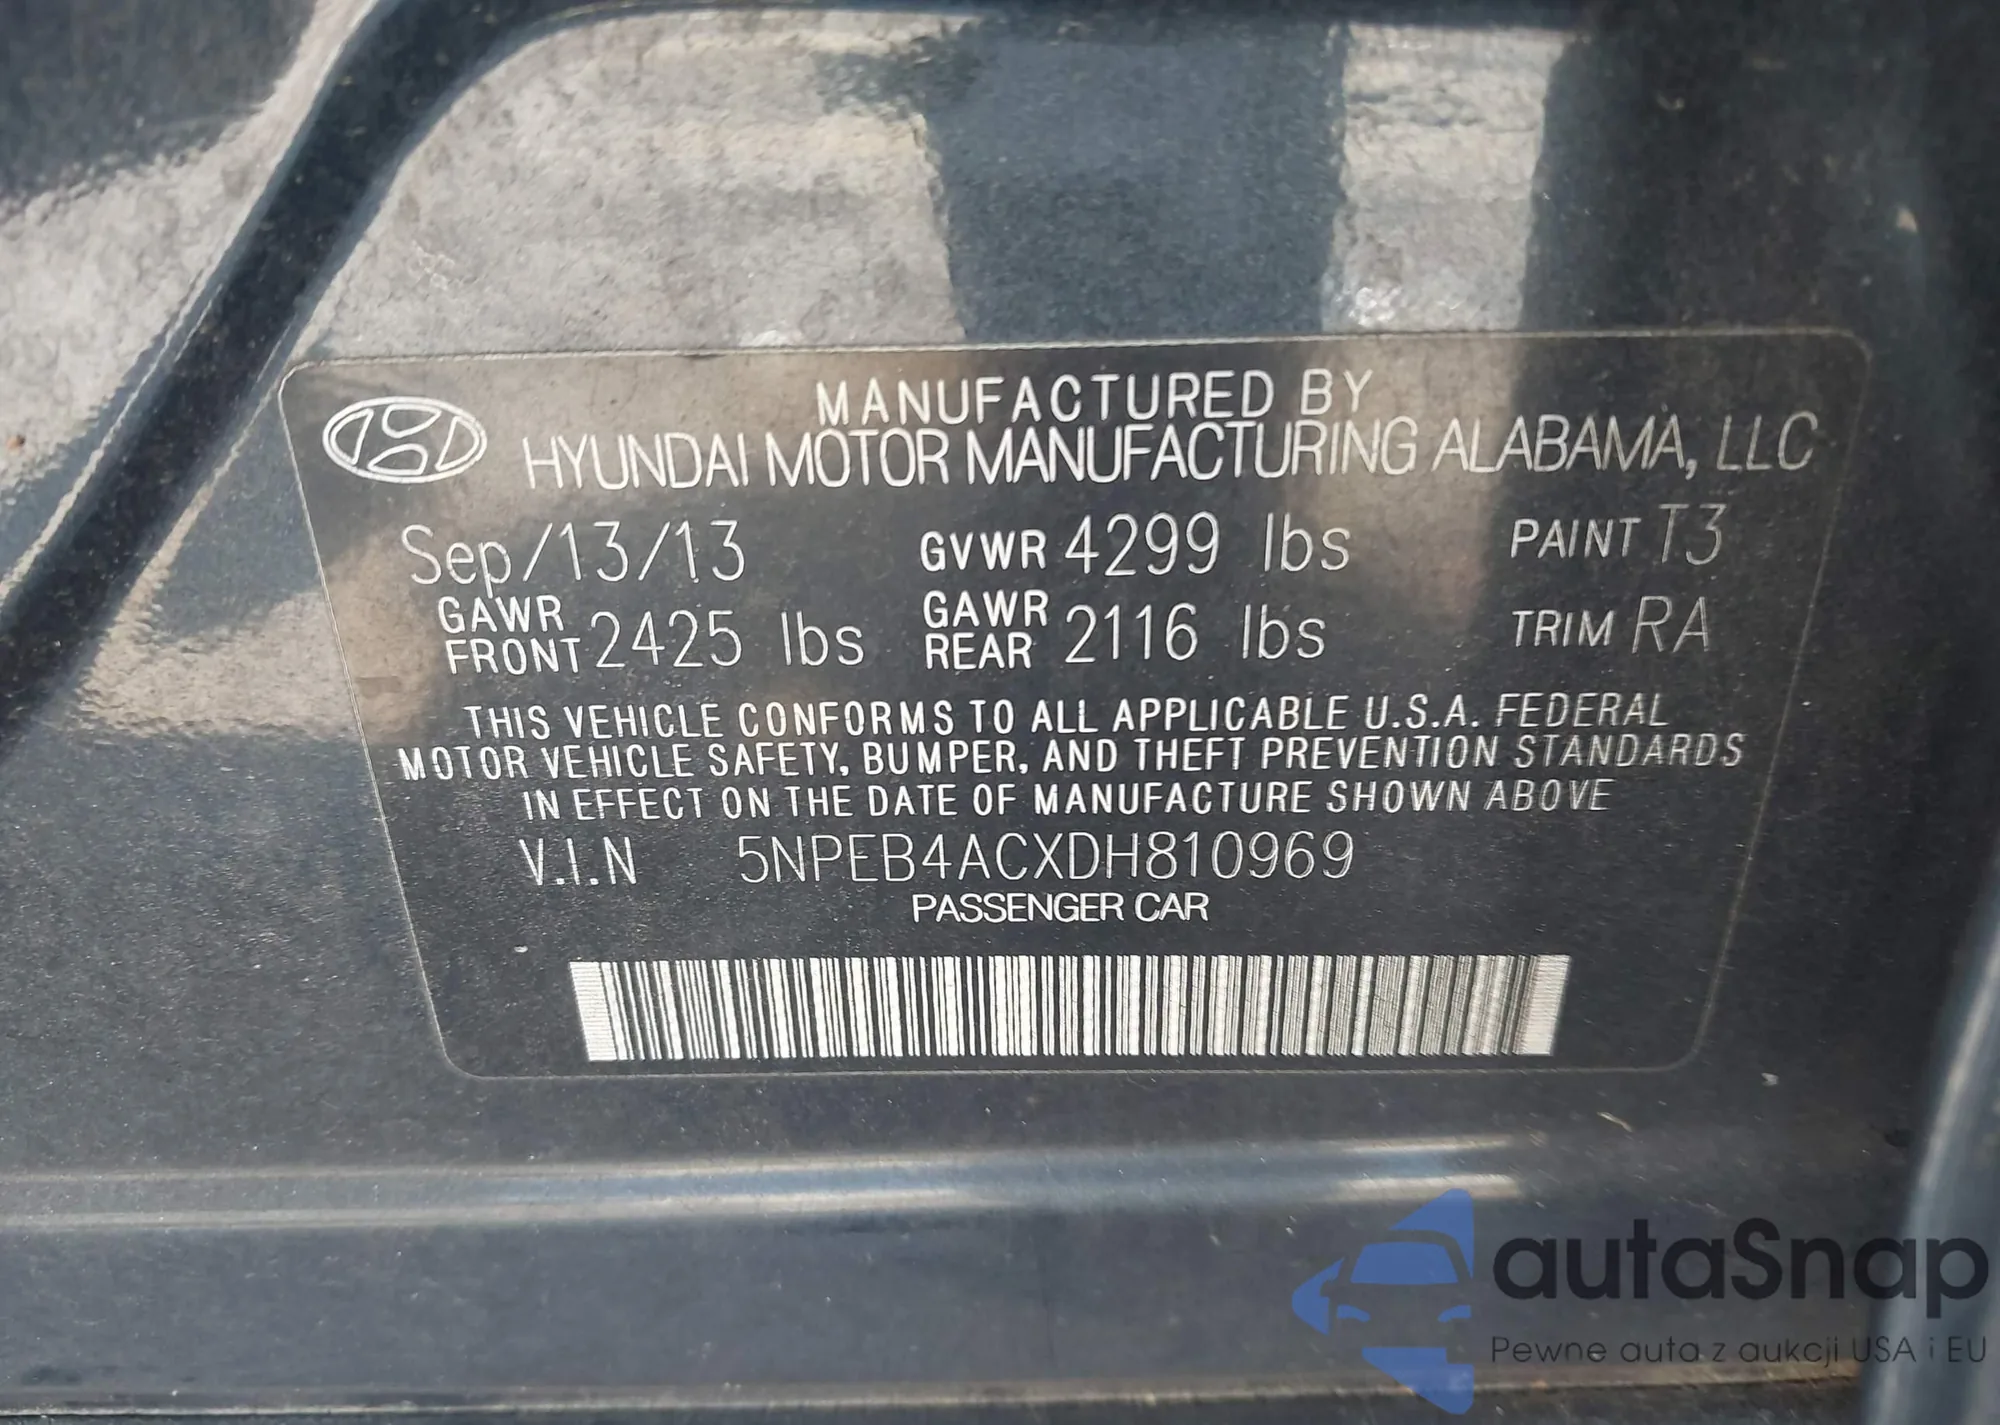 MANUFACTURED BY
HYUNDAI MOTOR MANUFACTURING ALABAMA, LLC
Sep/13/13 GVWR 4299 lbs PAINT T3
GAWR FRONT 2425 lbs GAWR REAR 2116 lbs TRIM RA
THIS VEHICLE CONFORMS TO ALL APPLICABLE U.S.A. FEDERAL
MOTOR VEHICLE SAFETY, BUMPER, AND THEFT PREVENTION STANDARDS
IN EFFECT ON THE DATE OF MANUFACTURE SHOWN ABOVE
V.I.N 5NPEB4ACXDH810969
PASSENGER CAR
autaSnap
Pewne auta z aukcji USA i EU